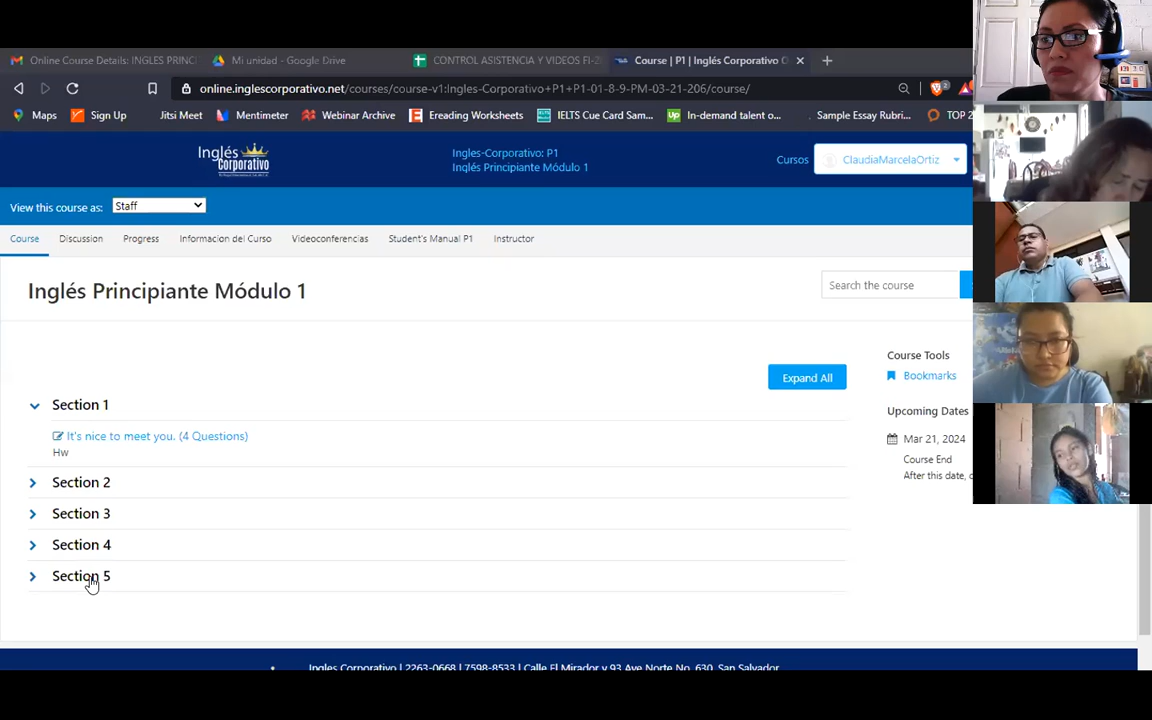 Online Course Details: INGLES PRINCI
Mi unidad - Google Drive
CONTROL ASISTENCIA Y VIDEOS FI-Z
Course | P1 | Inglés Corporativo O
online.inglescorporativo.net/courses/course-v1:Ingles-Corporativo+P1+P1-01-8-9-PM-03-21-206/course/
Maps
Sign Up
Jitsi Meet
Mentimeter
Webinar Archive
Ereading Worksheets
IELTS Cue Card Sam...
In-demand talent o...
Sample Essay Rubri...
TOP 2
Inglés
Corporativo
Ingles-Corporativo: P1
Inglés Principiante Módulo 1
Cursos
ClaudiaMarcelaOrtiz
View this course as:
Staff
Course
Discussion
Progress
Informacion del Curso
Videoconferencias
Student's Manual P1
Instructor
Inglés Principiante Módulo 1
Search the course
Expand All
Section 1
It's nice to meet you. (4 Questions)
Hw
Section 2
Section 3
Section 4
Section 5
Course Tools
Bookmarks
Upcoming Dates
Mar 21, 2024
Course End
After this date, c
Ingles Corporativo | 2263-0668 | 7598-8533 | Calle El Mirador y 93 Ave Norte No. 630, San Salvador